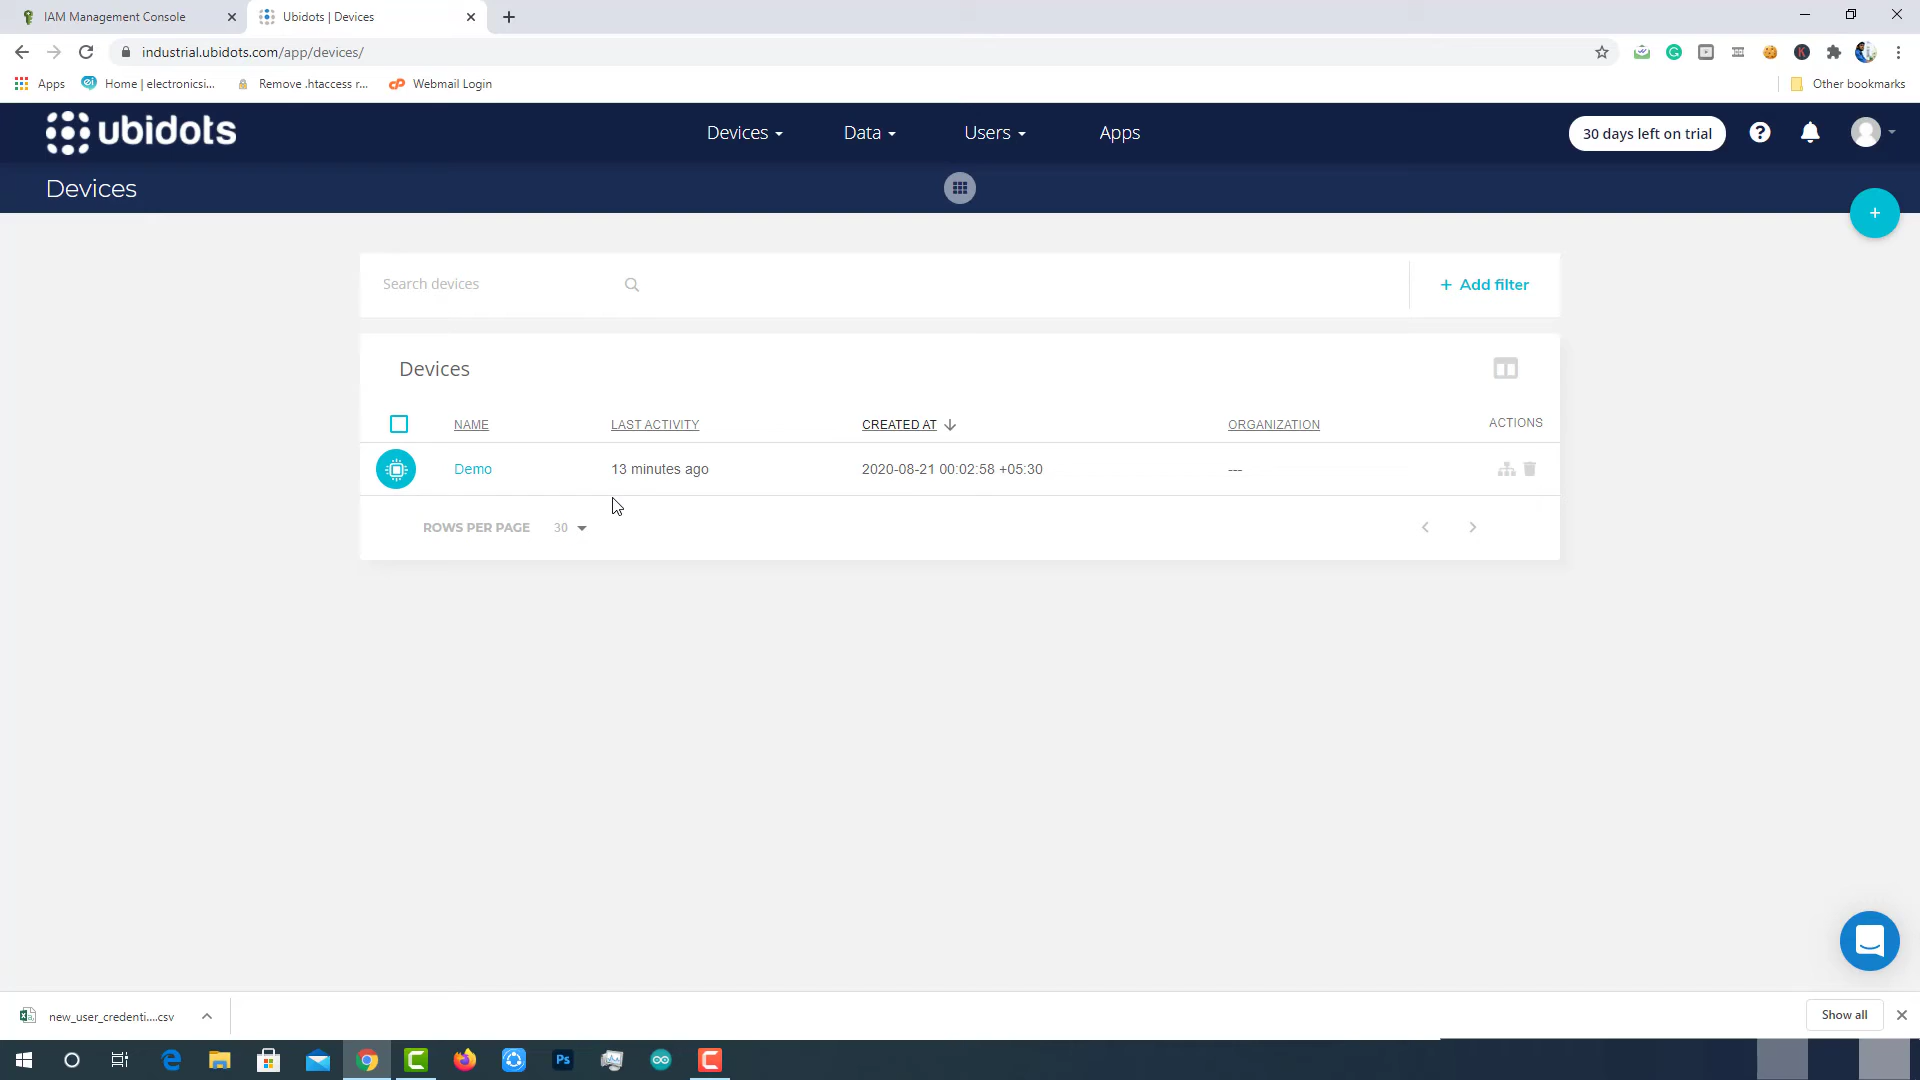 IAM Management Console
Ubidots | Devices
industrial.ubidots.com/app/devices/
Apps
Home | electronicsi...
Remove .htaccess r...
Webmail Login
Other bookmarks
ubidots
Devices
Data
Users
Apps
30 days left on trial
Devices
Search devices
+ Add filter
Devices
NAME LAST ACTIVITY CREATED AT ORGANIZATION ACTIONS
Demo 13 minutes ago 2020-08-21 00:02:58 +05:30 ---
ROWS PER PAGE 30
new_user_credenti....csv
Show all
Ps